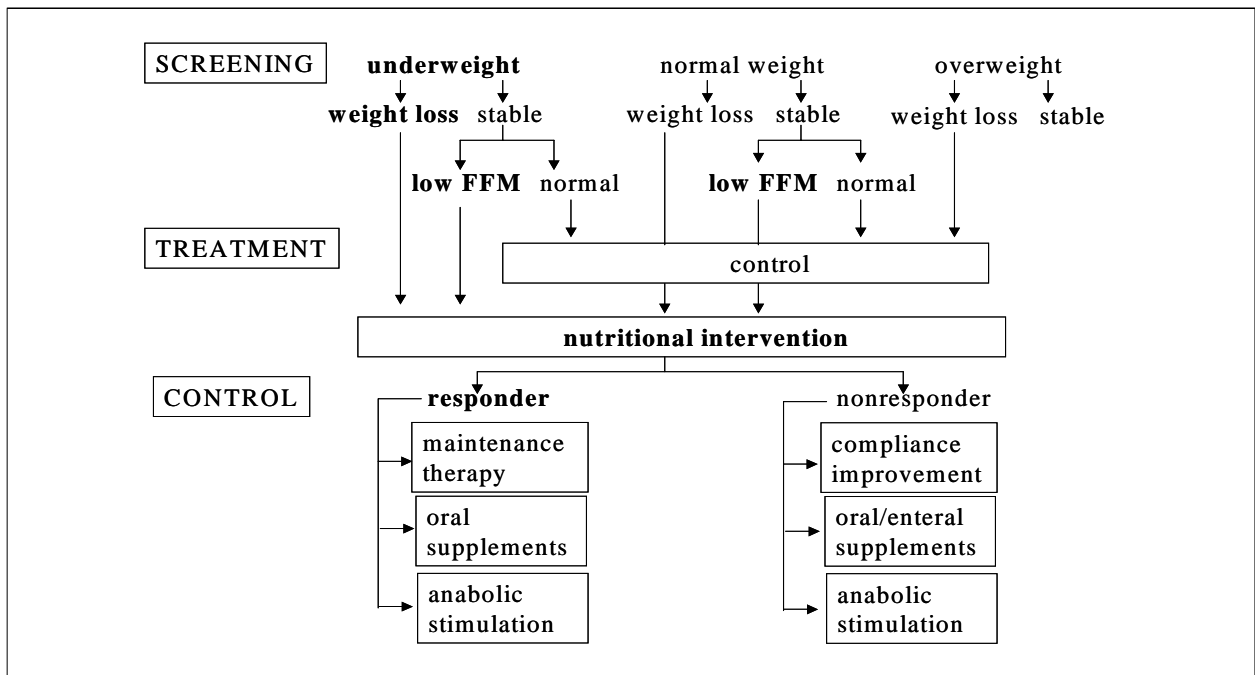 SCREENING underweight normal weight overweight
weight loss stable weight loss stable weight loss stable
low FFM normal low FFM normal
TREATMENT
control
nutritional intervention
CONTROL responder nonresponder
maintenance
therapy
compliance
improvement
oral
supplements
oral/enteral
supplements
anabolic
stimulation
anabolic
stimulation